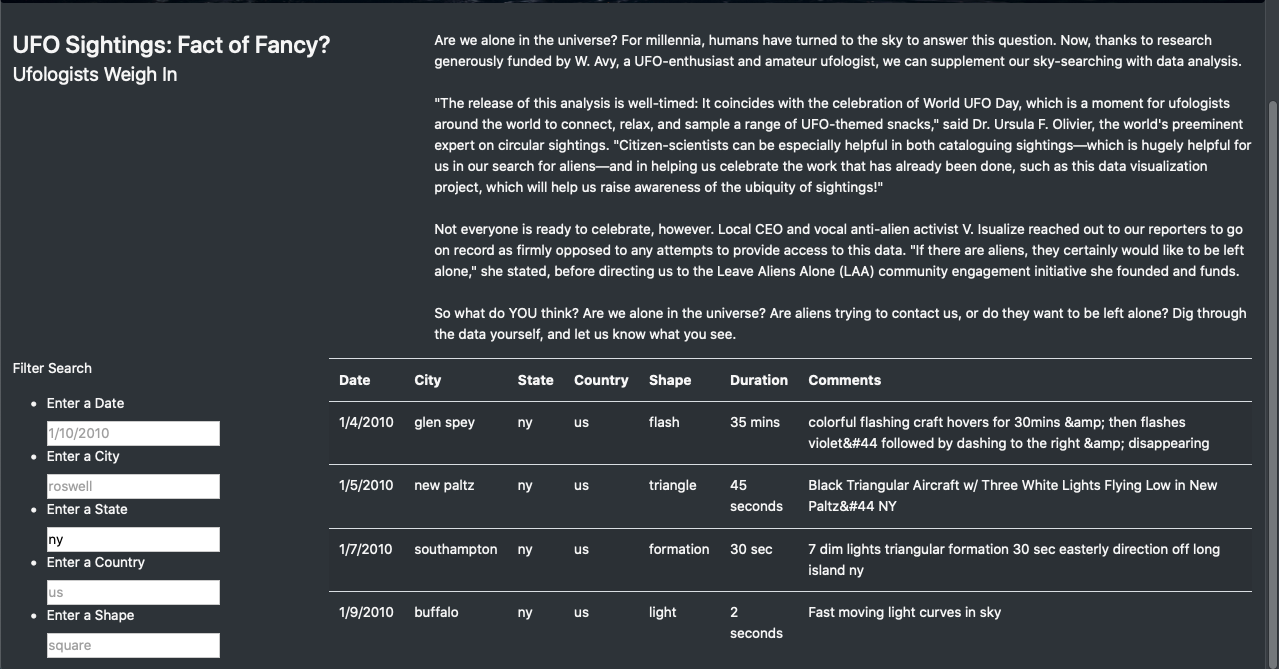 UFO Sightings: Fact of Fancy?
Ufologists Weigh In
Are we alone in the universe? For millennia, humans have turned to the sky to answer this question. Now, thanks to research
generously funded by W. Avy, a UFO-enthusiast and amateur ufologist, we can supplement our sky-searching with data analysis.
"The release of this analysis is well-timed: It coincides with the celebration of World UFO Day, which is a moment for ufologists
around the world to connect, relax, and sample a range of UFO-themed snacks," said Dr. Ursula F. Olivier, the world's preeminent
expert on circular sightings. "Citizen-scientists can be especially helpful in both cataloguing sightings—which is hugely helpful for
us in our search for aliens—and in helping us celebrate the work that has already been done, such as this data visualization
project, which will help us raise awareness of the ubiquity of sightings!"
Not everyone is ready to celebrate, however. Local CEO and vocal anti-alien activist V. Isualize reached out to our reporters to go
on record as firmly opposed to any attempts to provide access to this data. "If there are aliens, they certainly would like to be left
alone," she stated, before directing us to the Leave Aliens Alone (LAA) community engagement initiative she founded and funds.
So what do YOU think? Are we alone in the universe? Are aliens trying to contact us, or do they want to be left alone? Dig through
the data yourself, and let us know what you see.
Filter Search
Enter a Date
1/10/2010
Enter a City
roswell
Enter a State
ny
Enter a Country
us
Enter a Shape
square
Date City State Country Shape Duration Comments
1/4/2010 glen spey ny us flash 35 mins colorful flashing craft hovers for 30mins &amp; then flashes
violet&#44 followed by dashing to the right &amp; disappearing
1/5/2010 new paltz ny us triangle 45 Black Triangular Aircraft w/ Three White Lights Flying Low in New
seconds Paltz&#44 NY
1/7/2010 southampton ny us formation 30 sec 7 dim lights triangular formation 30 sec easterly direction off long
island ny
1/9/2010 buffalo ny us light 2 Fast moving light curves in sky
seconds